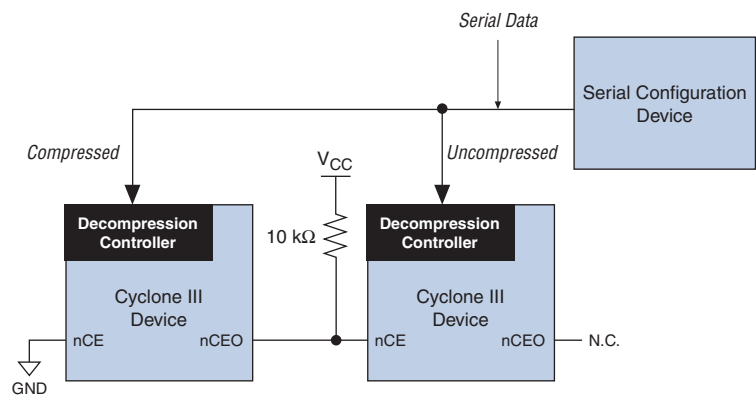 Serial Data
Serial Configuration
Device
Compressed
Uncompressed
VCC
10 kΩ
Decompression
Controller
Cyclone III
Device
nCE
nCEO
GND
Decompression
Controller
Cyclone III
Device
nCE
nCEO
N.C.